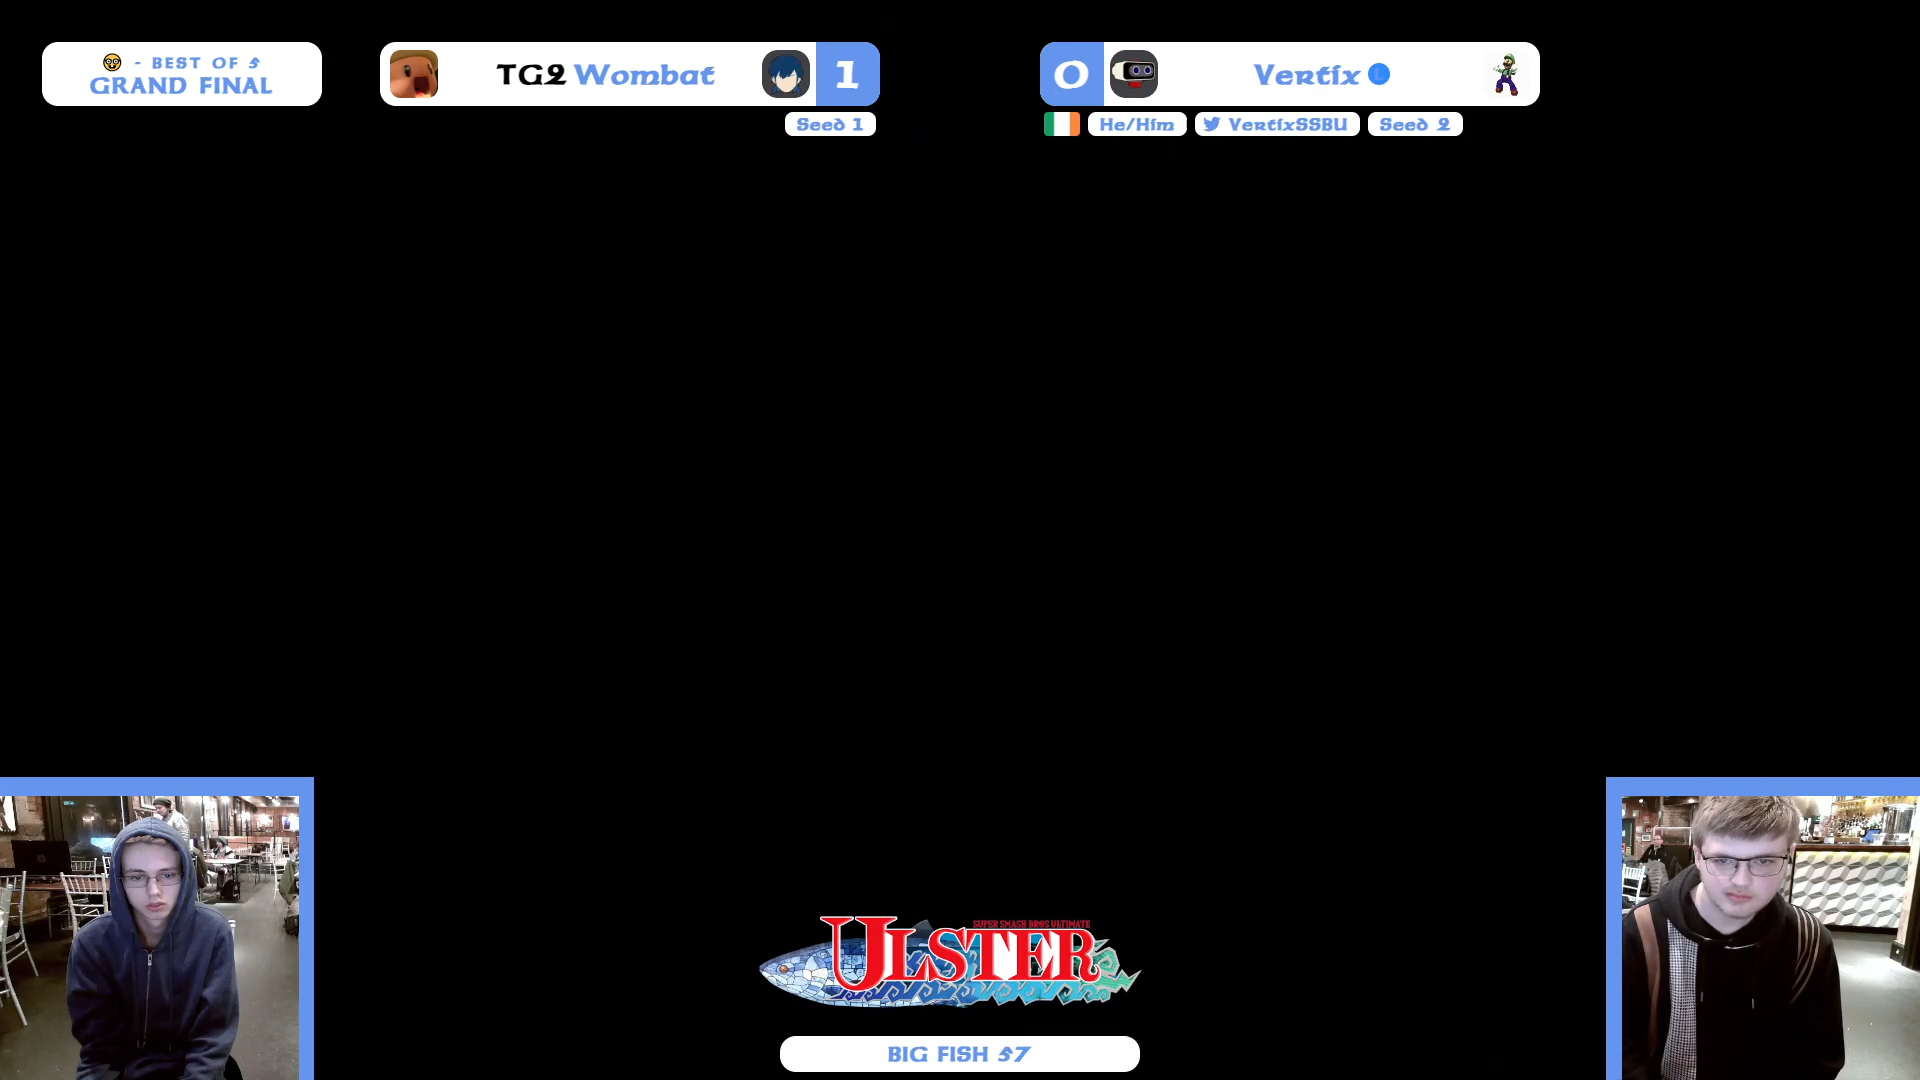 🤓 - BEST OF 5
GRAND FINAL
TG2 Wombat
1
Seed 1
0
Vertix L
He/Him
VertixSSBU
Seed 2
SUPER SMASH BROS ULTIMATE
ULSTER
BIG FISH 57